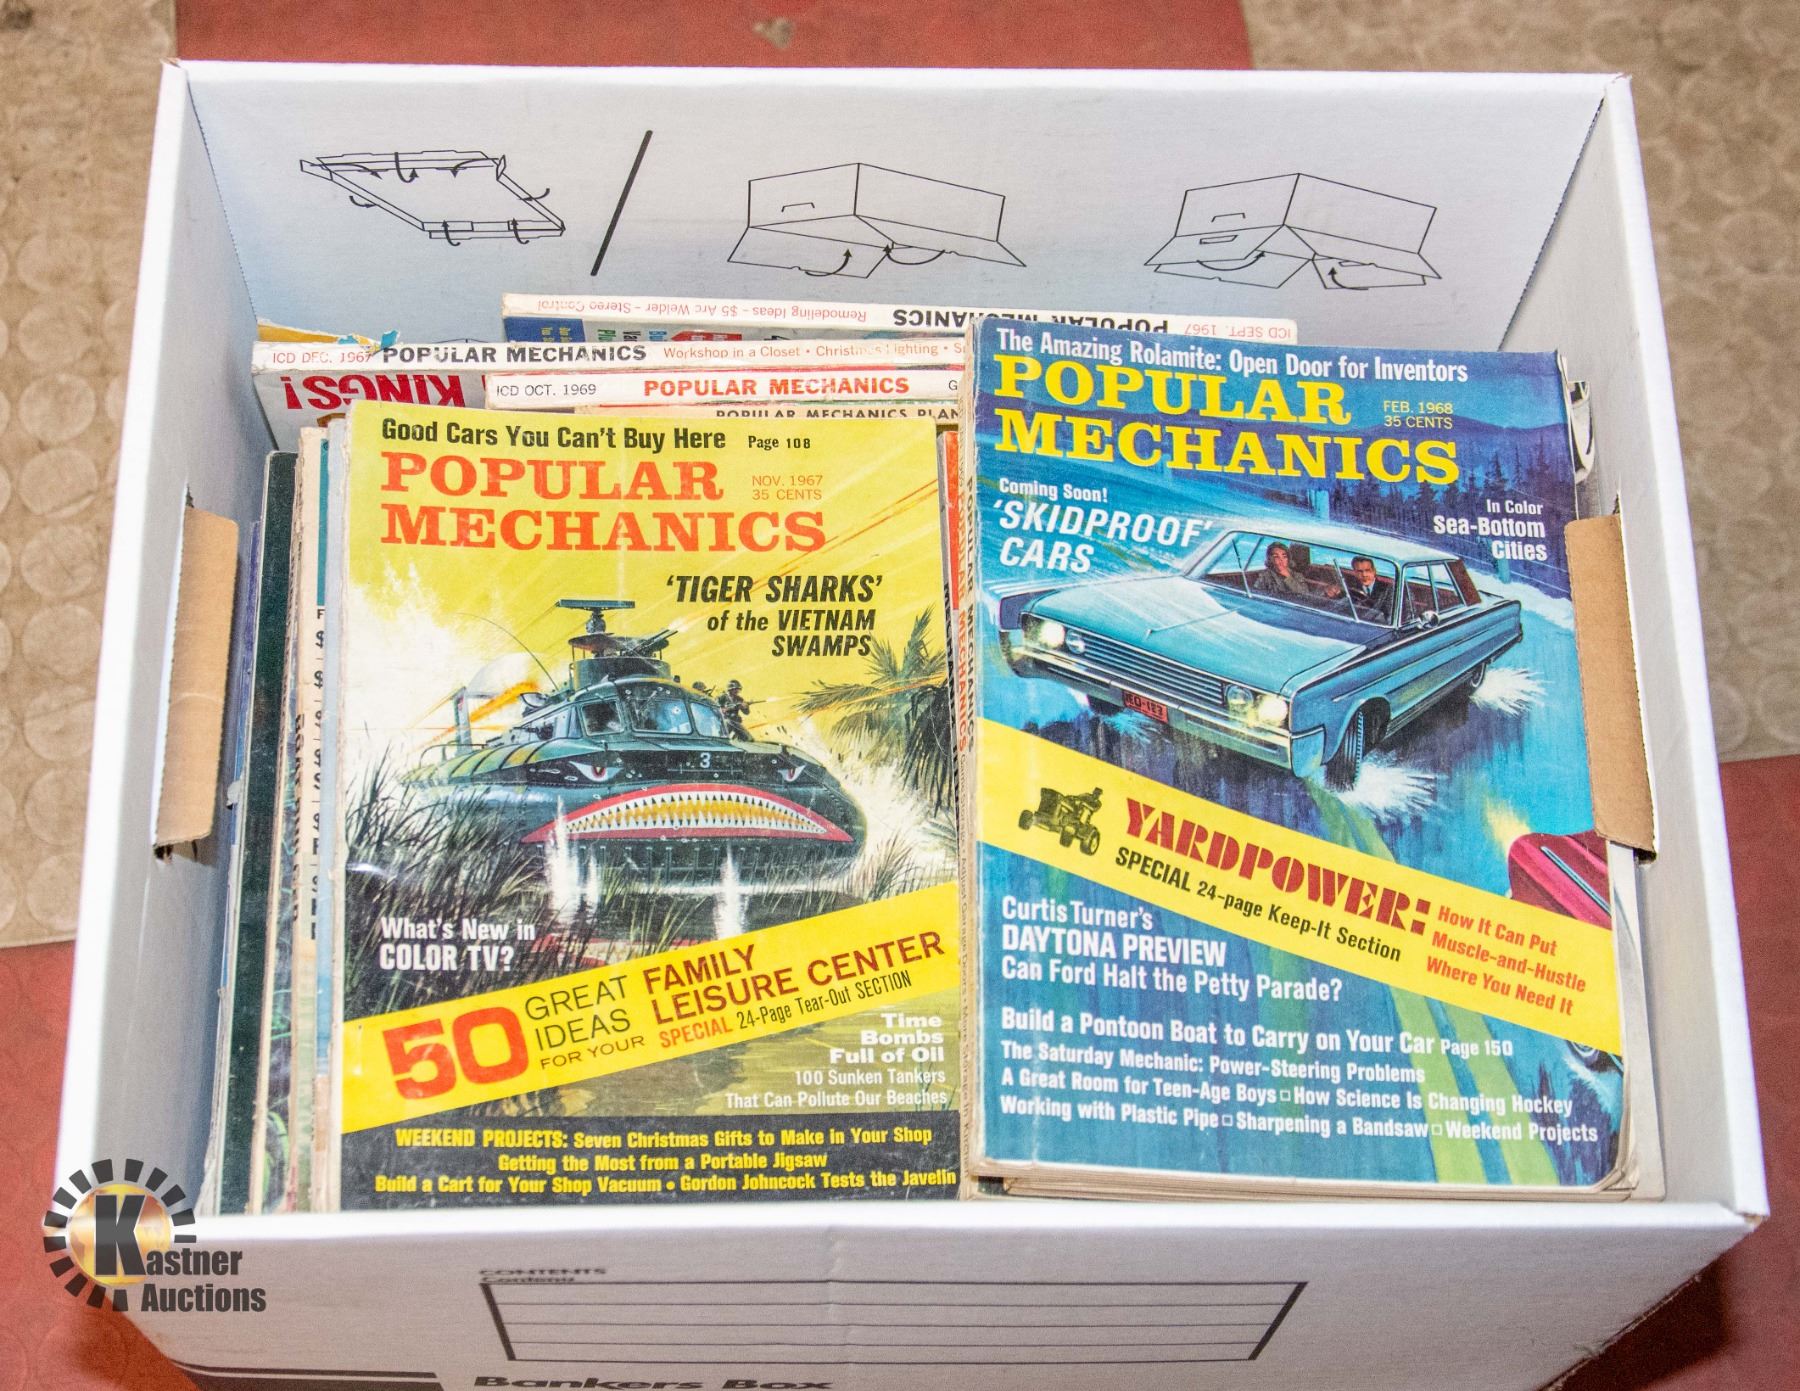 Remodeling Ideas - $5 Arc Welder - Stereo Control
POPULAR MECHANICS
ICD SEPT. 1967
ICD DEC. 1967 POPULAR MECHANICS Workshop in a Closet • Christmas Lighting •
KINGS!
ICD OCT. 1969 POPULAR MECHANICS G
POPULAR MECHANICS PLAN
Good Cars You Can't Buy Here Page 108
POPULAR
MECHANICS
NOV. 1967
35 CENTS
'TIGER SHARKS'
of the VIETNAM
SWAMPS
3
What's New in
COLOR TV?
50 GREAT
IDEAS
FOR YOUR
FAMILY
LEISURE CENTER
SPECIAL 24-Page Tear-Out SECTION
Time
Bombs
Full of Oil
100 Sunken Tankers
That Can Pollute Our Beaches
WEEKEND PROJECTS: Seven Christmas Gifts to Make in Your Shop
Getting the Most from a Portable Jigsaw
Build a Cart for Your Shop Vacuum • Gordon Johncock Tests the Javelin
The Amazing Rolamite: Open Door for Inventors
POPULAR
MECHANICS
FEB. 1968
35 CENTS
Coming Soon!
'SKIDPROOF'
CARS
In Color
Sea-Bottom
Cities
YARDPOWER:
SPECIAL 24-page Keep-It Section
How It Can Put
Muscle-and-Hustle
Where You Need It
Curtis Turner's
DAYTONA PREVIEW
Can Ford Halt the Petty Parade?
Build a Pontoon Boat to Carry on Your Car Page 150
The Saturday Mechanic: Power-Steering Problems
A Great Room for Teen-Age Boys □ How Science Is Changing Hockey
Working with Plastic Pipe □ Sharpening a Bandsaw □ Weekend Projects
CONTENTS
Contenu
Bankers Box
K
Kastner
Auctions